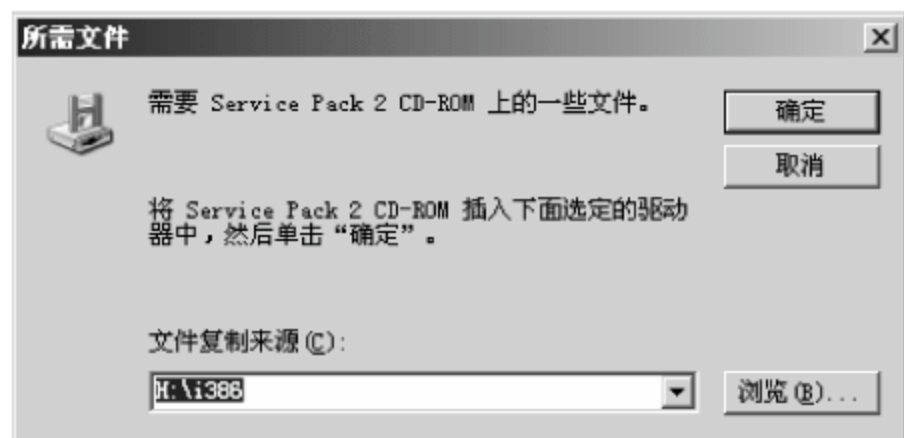 所需文件
需要 Service Pack 2 CD-ROM 上的一些文件。
确定
取消
将 Service Pack 2 CD-ROM 插入下面选定的驱动
器中，然后单击“确定”。
文件复制来源(C):
H:\i386
浏览(B)...